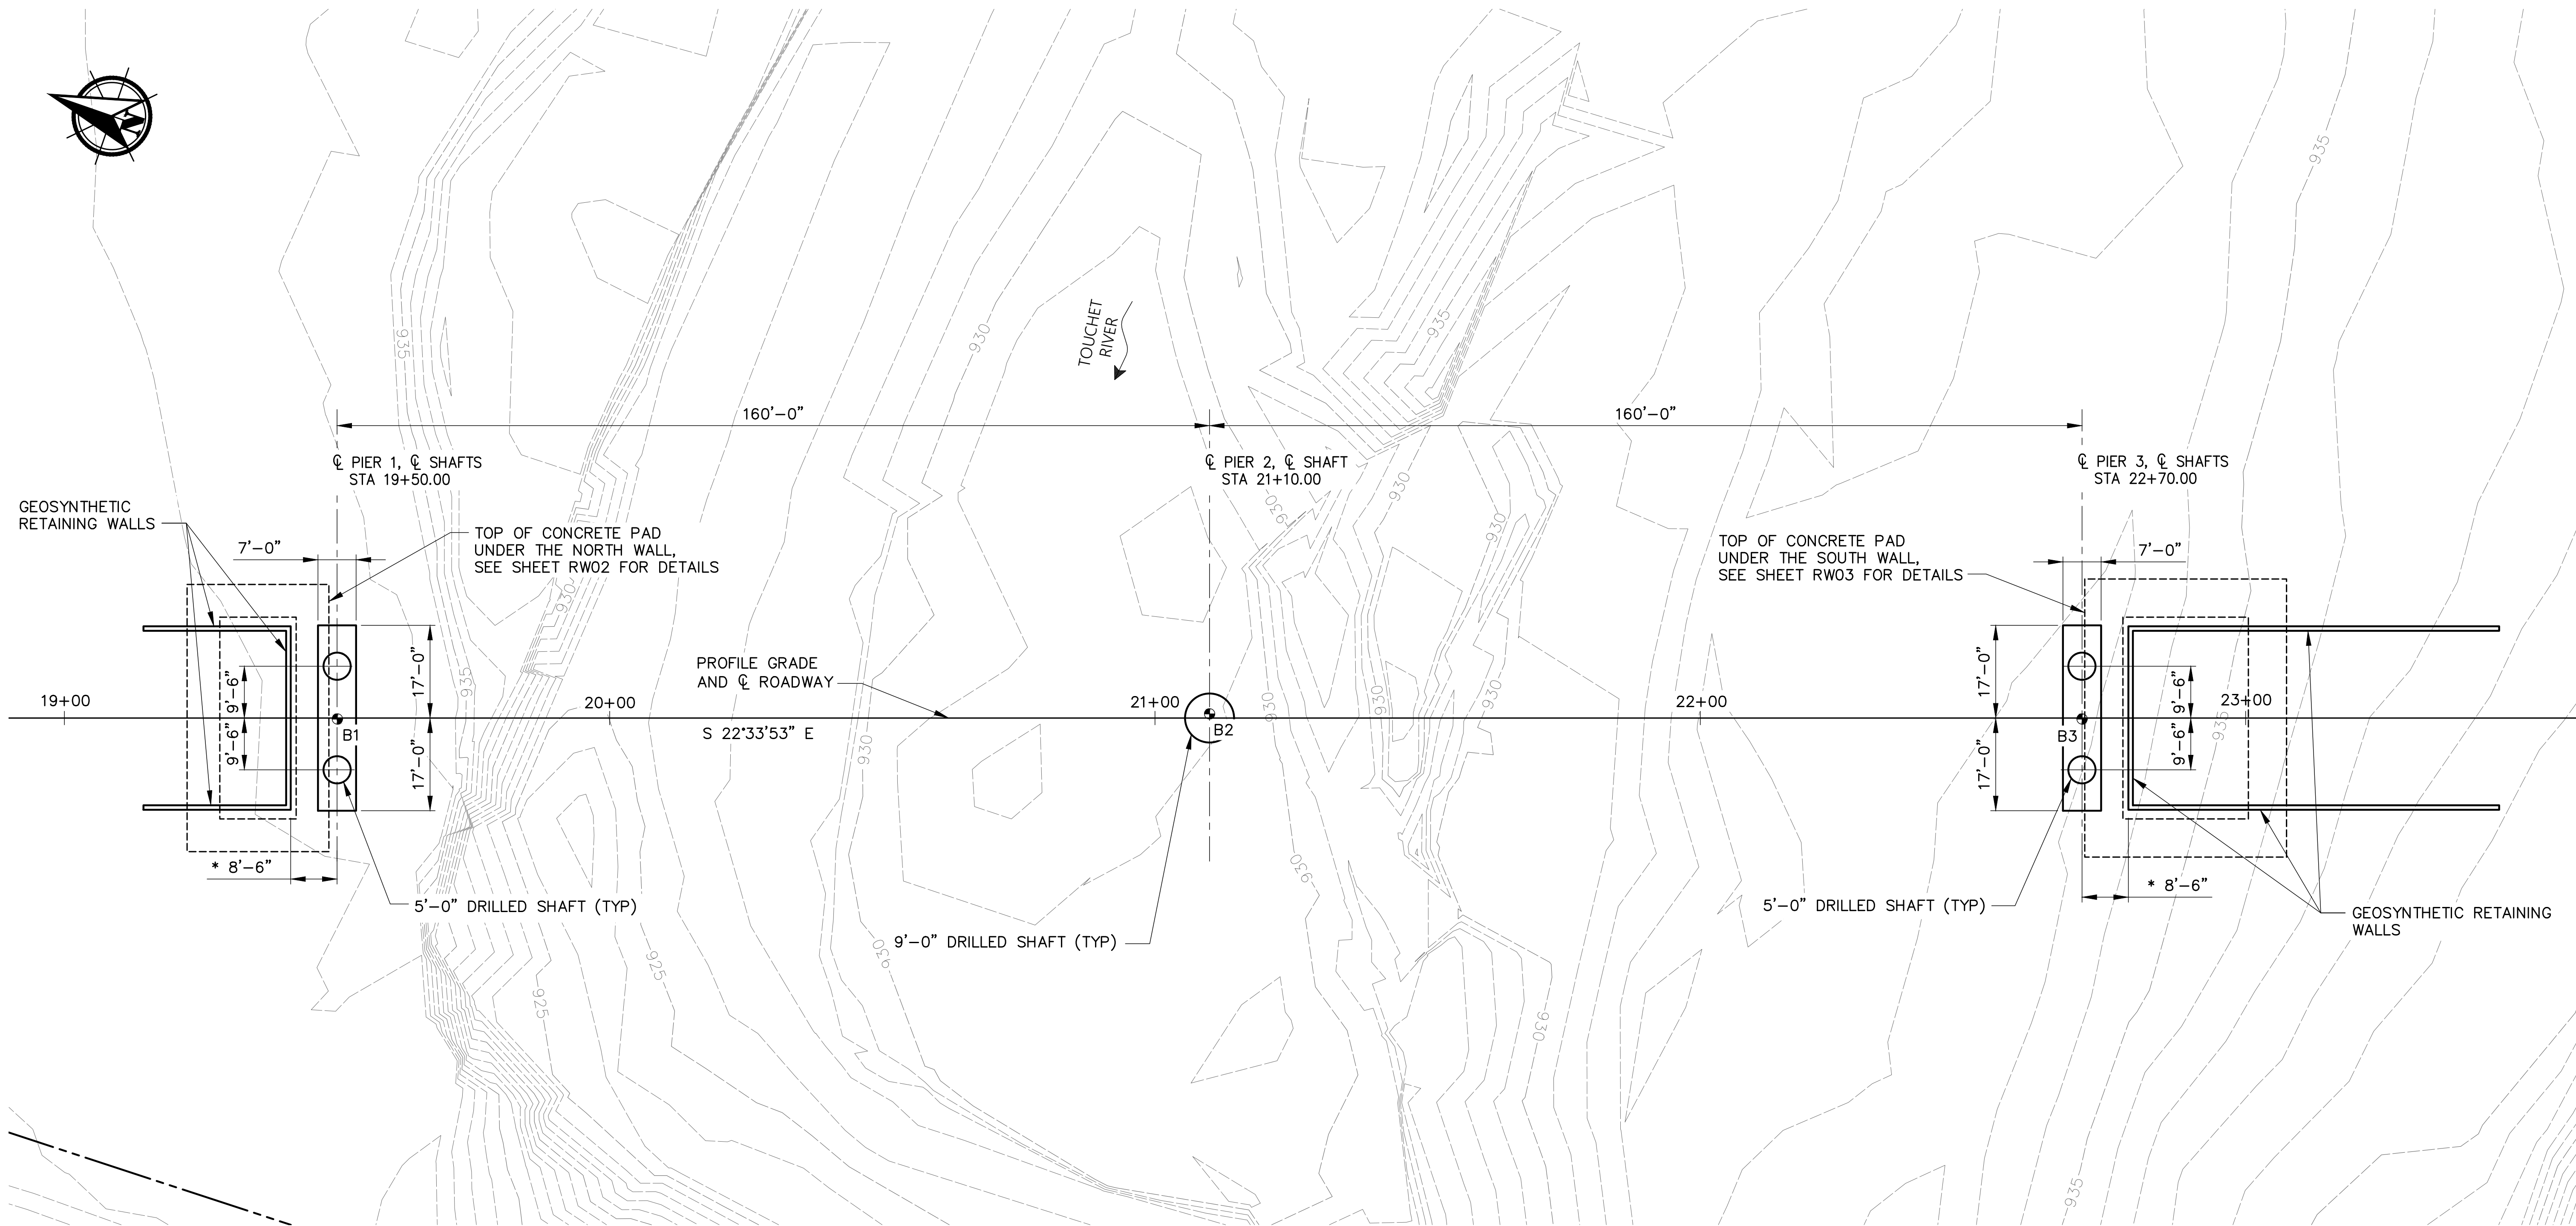 N
935
930
TOUCHET
RIVER
935
935
160'-0"
160'-0"
℄ PIER 1, ℄ SHAFTS
STA 19+50.00
℄ PIER 2, ℄ SHAFT
STA 21+10.00
℄ PIER 3, ℄ SHAFTS
STA 22+70.00
GEOSYNTHETIC
RETAINING WALLS
7'-0"
TOP OF CONCRETE PAD
UNDER THE NORTH WALL,
SEE SHEET RW02 FOR DETAILS
930
930
930
930
TOP OF CONCRETE PAD
UNDER THE SOUTH WALL,
SEE SHEET RW03 FOR DETAILS
7'-0"
17'-0"
9'-6"
9'-6"
17'-0"
935
PROFILE GRADE
AND ℄ ROADWAY
17'-0"
9'-6"
9'-6"
17'-0"
19+00
20+00
21+00
22+00
23+00
B1
S 22°33'53" E
B2
B3
930
930
930
930
935
* 8'-6"
5'-0" DRILLED SHAFT (TYP)
9'-0" DRILLED SHAFT (TYP)
930
930
5'-0" DRILLED SHAFT (TYP)
* 8'-6"
GEOSYNTHETIC RETAINING
WALLS
925
925
930
935